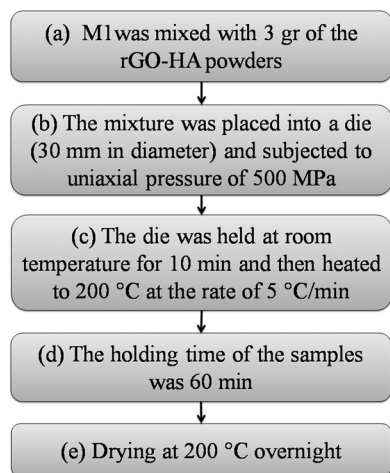 (a) M1was mixed with 3 gr of the
rGO-HA powders
(b) The mixture was placed into a die
(30 mm in diameter) and subjected to
uniaxial pressure of 500 MPa
(c) The die was held at room
temperature for 10 min and then heated
to 200 °C at the rate of 5 °C/min
(d) The holding time of the samples
was 60 min
(e) Drying at 200 °C overnight